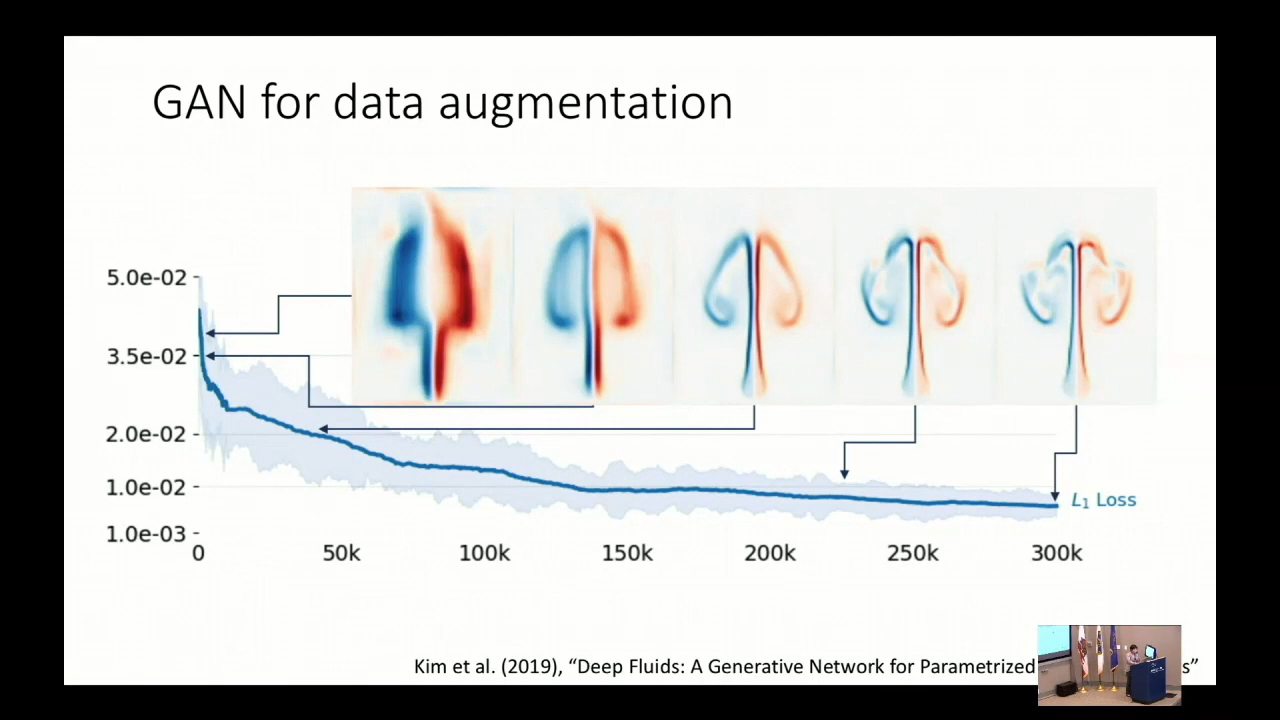 GAN for data augmentation
5.0e-02
3.5e-02
2.0e-02
1.0e-02
1.0e-03
L₁ Loss
0 50k 100k 150k 200k 250k 300k
Kim et al. (2019), “Deep Fluids: A Generative Network for Parametrized s”